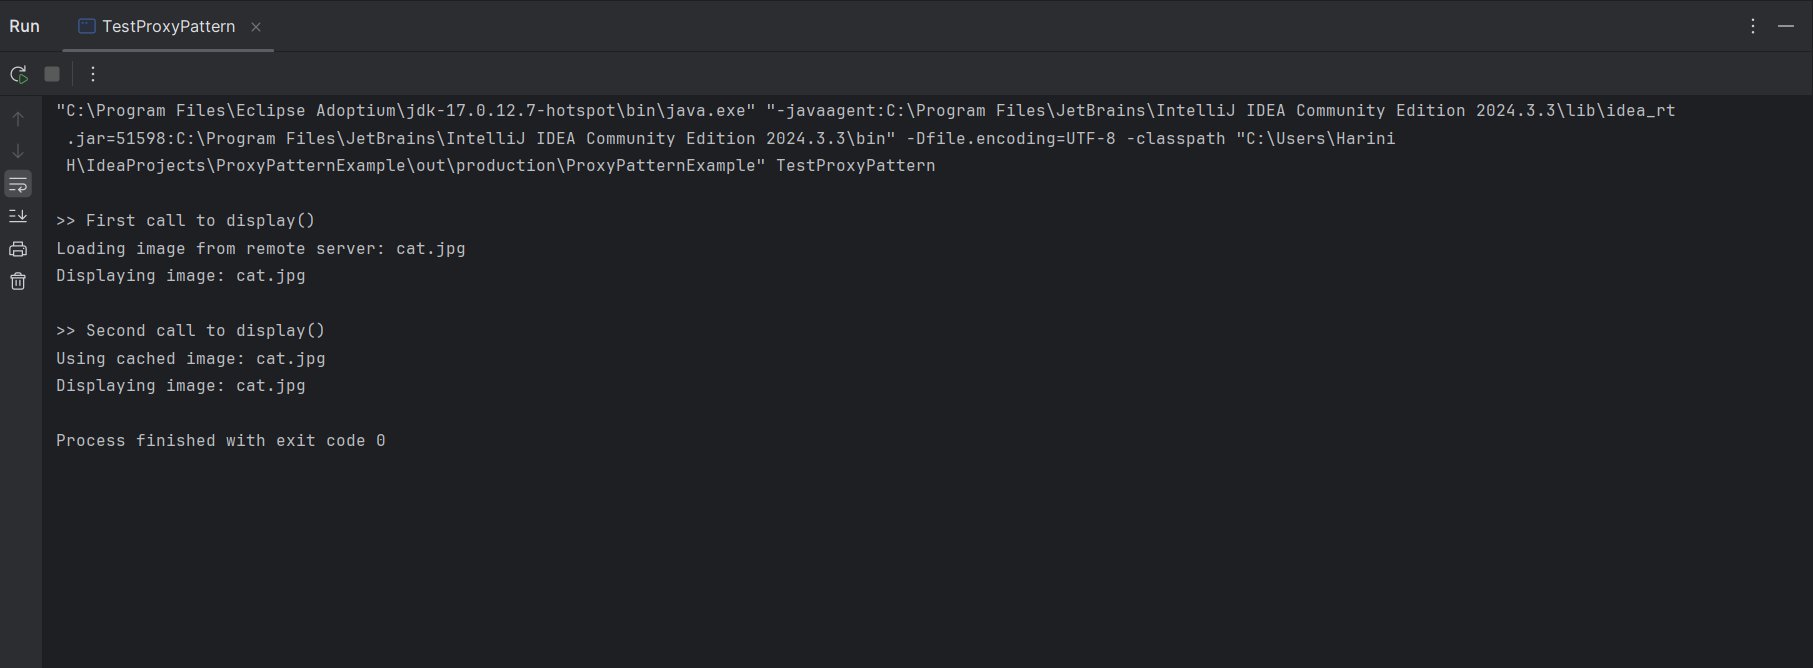 Run
TestProxyPattern
"C:\Program Files\Eclipse Adoptium\jdk-17.0.12.7-hotspot\bin\java.exe" "-javaagent:C:\Program Files\JetBrains\IntelliJ IDEA Community Edition 2024.3.3\lib\idea_rt
.jar=51598:C:\Program Files\JetBrains\IntelliJ IDEA Community Edition 2024.3.3\bin" -Dfile.encoding=UTF-8 -classpath "C:\Users\Harini
H\IdeaProjects\ProxyPatternExample\out\production\ProxyPatternExample" TestProxyPattern
>> First call to display()
Loading image from remote server: cat.jpg
Displaying image: cat.jpg
>> Second call to display()
Using cached image: cat.jpg
Displaying image: cat.jpg
Process finished with exit code 0